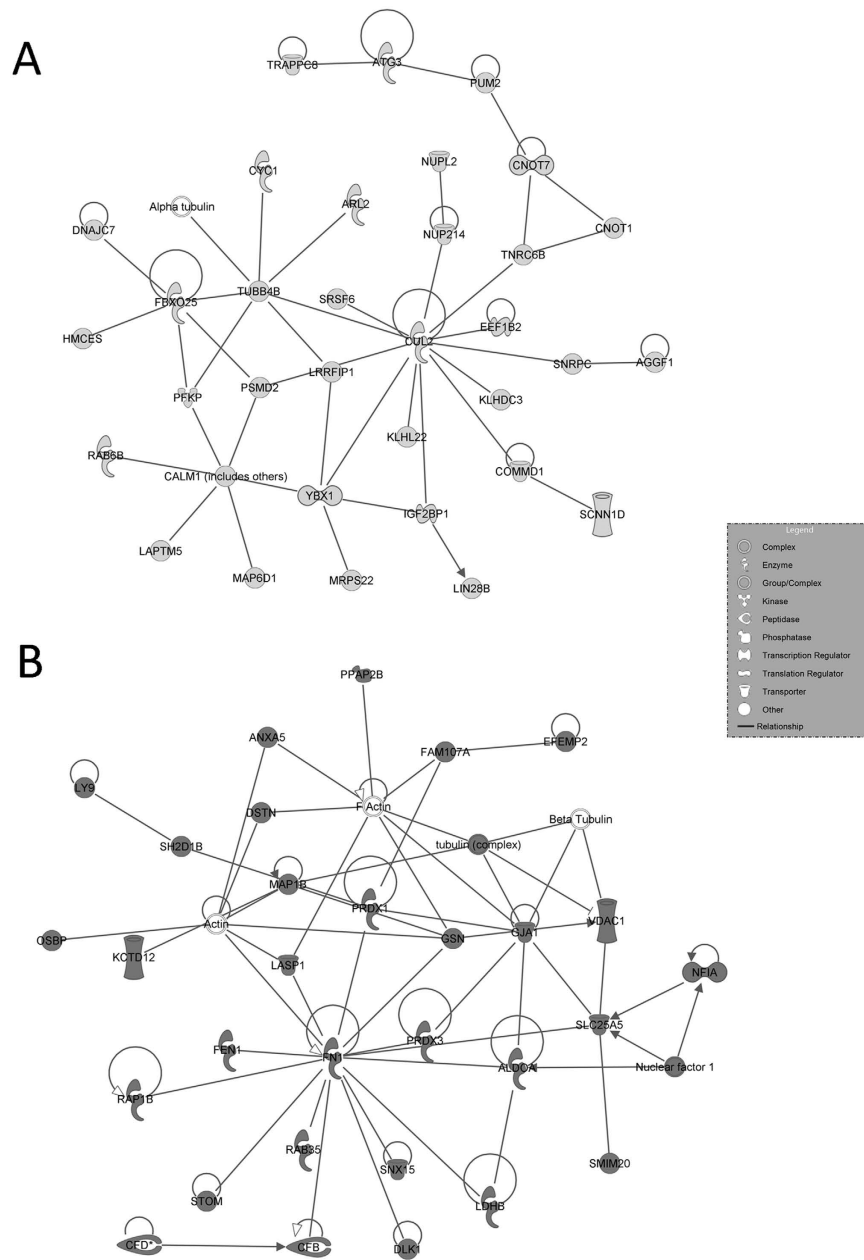 A
TRAPPC8
ATG3
PUM2
CYC1
NUPL2
CNOT7
Alpha tubulin
ARL2
DNAJC7
NUP214
CNOT1
TNRC6B
FBXO25
TUBB4B
SRSF6
EEF1B2
HMCES
CUL2
SNRPC
AGGF1
PFKP
PSMD2
LRRFIP1
KLHDC3
KLHL22
RAB6B
CALM1 (includes others)
COMMD1
YBX1
IGF2BP1
SCNN1D
LAPTM5
MAP6D1
MRPS22
LIN28B
Legend
Complex
Enzyme
Group/Complex
Kinase
Peptidase
Phosphatase
Transcription Regulator
Translation Regulator
Transporter
Other
Relationship
B
PPAP2B
ANXA5
FAM107A
EFEMP2
LY9
DSTN
F Actin
Beta Tubulin
SH2D1B
tubulin (complex)
MAP1B
PRDX1
Actin
VDAC1
OSBP
GSN
GJA1
KCTD12
LASP1
NFIA
SLC25A5
FEN1
FN1
PRDX3
ALDOA
Nuclear factor 1
RAP1B
RAB35
SNX15
SMIM20
STOM
LDHB
CFD*
CFB
DLK1